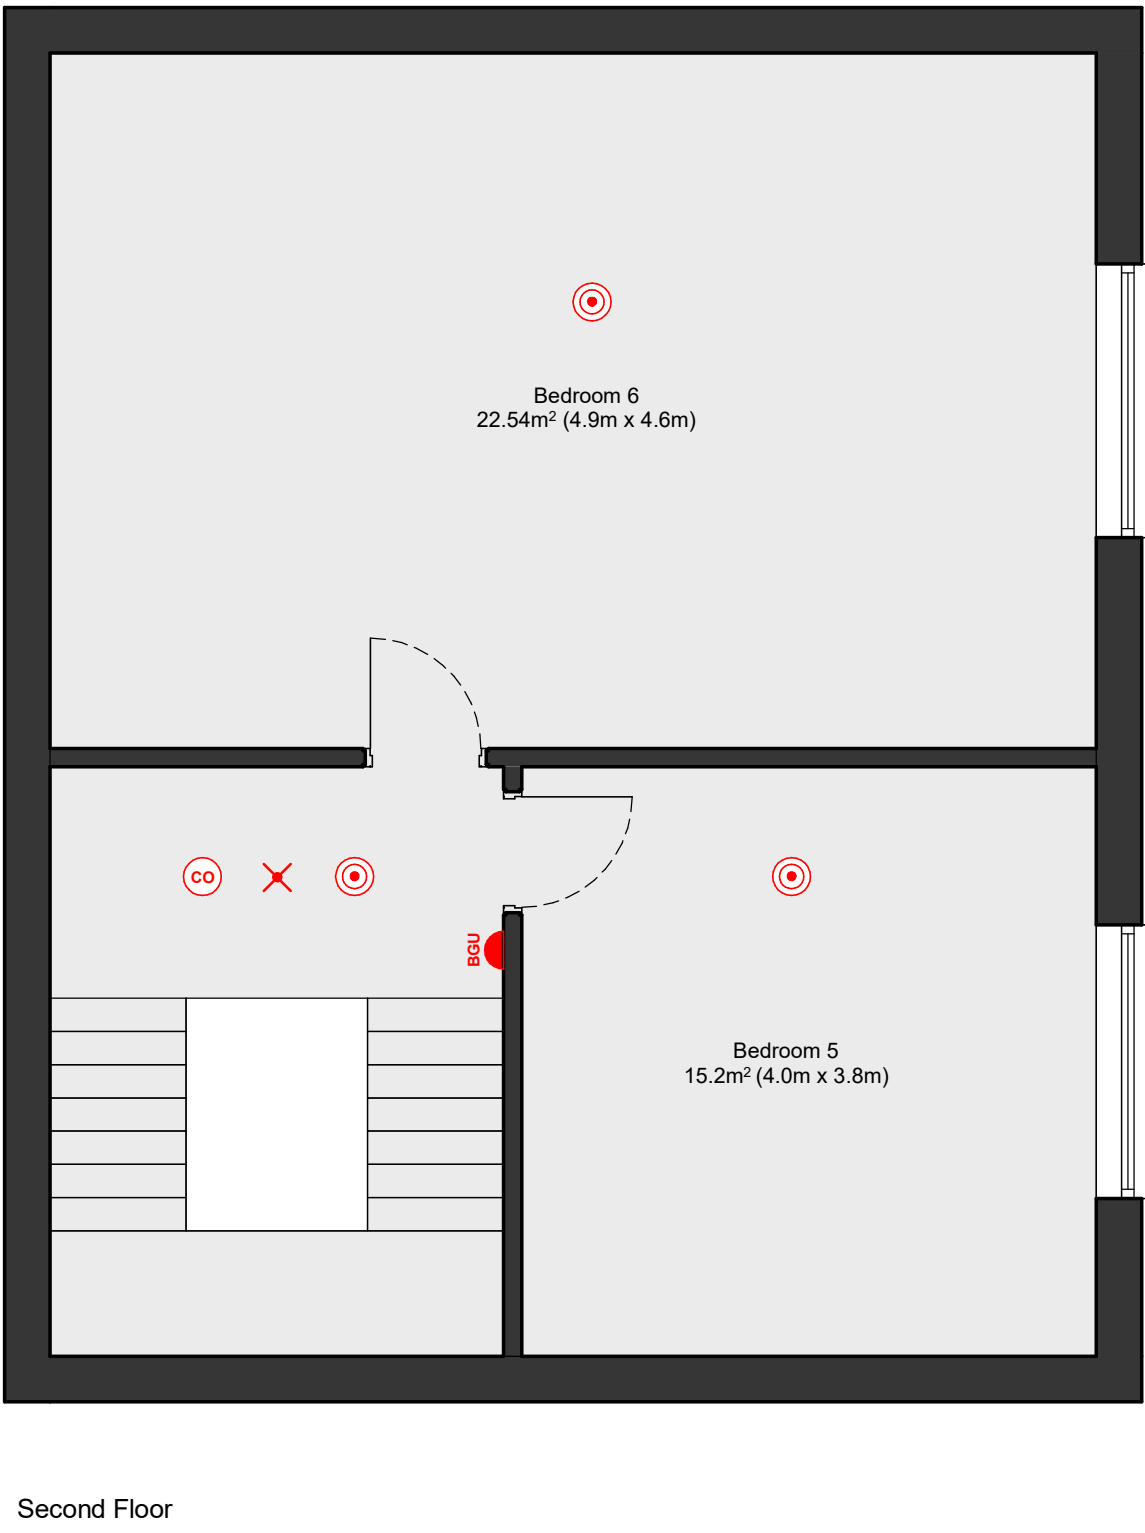 Bedroom 6
22.54m² (4.9m x 4.6m)
CO
BGU
Bedroom 5
15.2m² (4.0m x 3.8m)
Second Floor